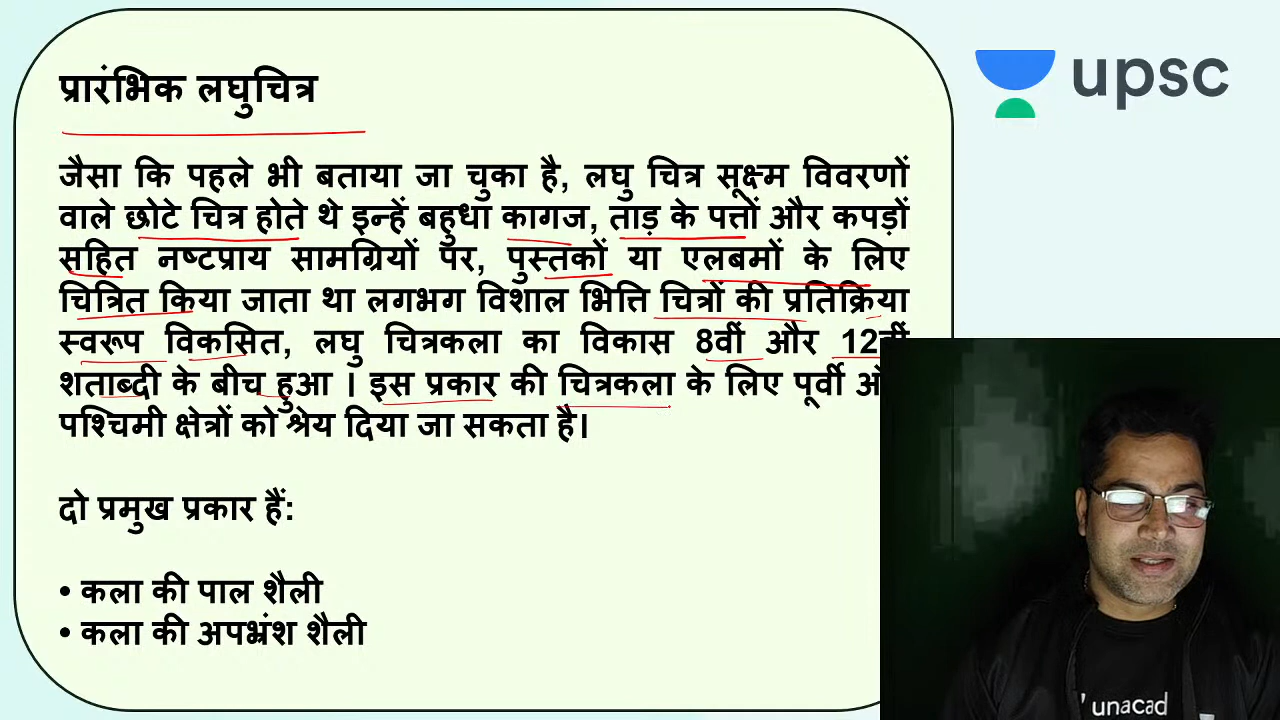 प्रारंभिक लघुचित्र
upsc
जैसा कि पहले भी बताया जा चुका है, लघु चित्र सूक्ष्म विवरणों
वाले छोटे चित्र होते थे इन्हें बहुधा कागज, ताड़ के पत्तों और कपड़ों
सहित नष्टप्राय सामग्रियों पर, पुस्तकों या एलबमों के लिए
चित्रित किया जाता था लगभग विशाल भित्ति चित्रों की प्रतिक्रिया
स्वरूप विकसित, लघु चित्रकला का विकास 8वीं और 12वीं
शताब्दी के बीच हुआ । इस प्रकार की चित्रकला के लिए पूर्वी
पश्चिमी क्षेत्रों को श्रेय दिया जा सकता है।
दो प्रमुख प्रकार हैं:
• कला की पाल शैली
• कला की अपभ्रंश शैली
unacad